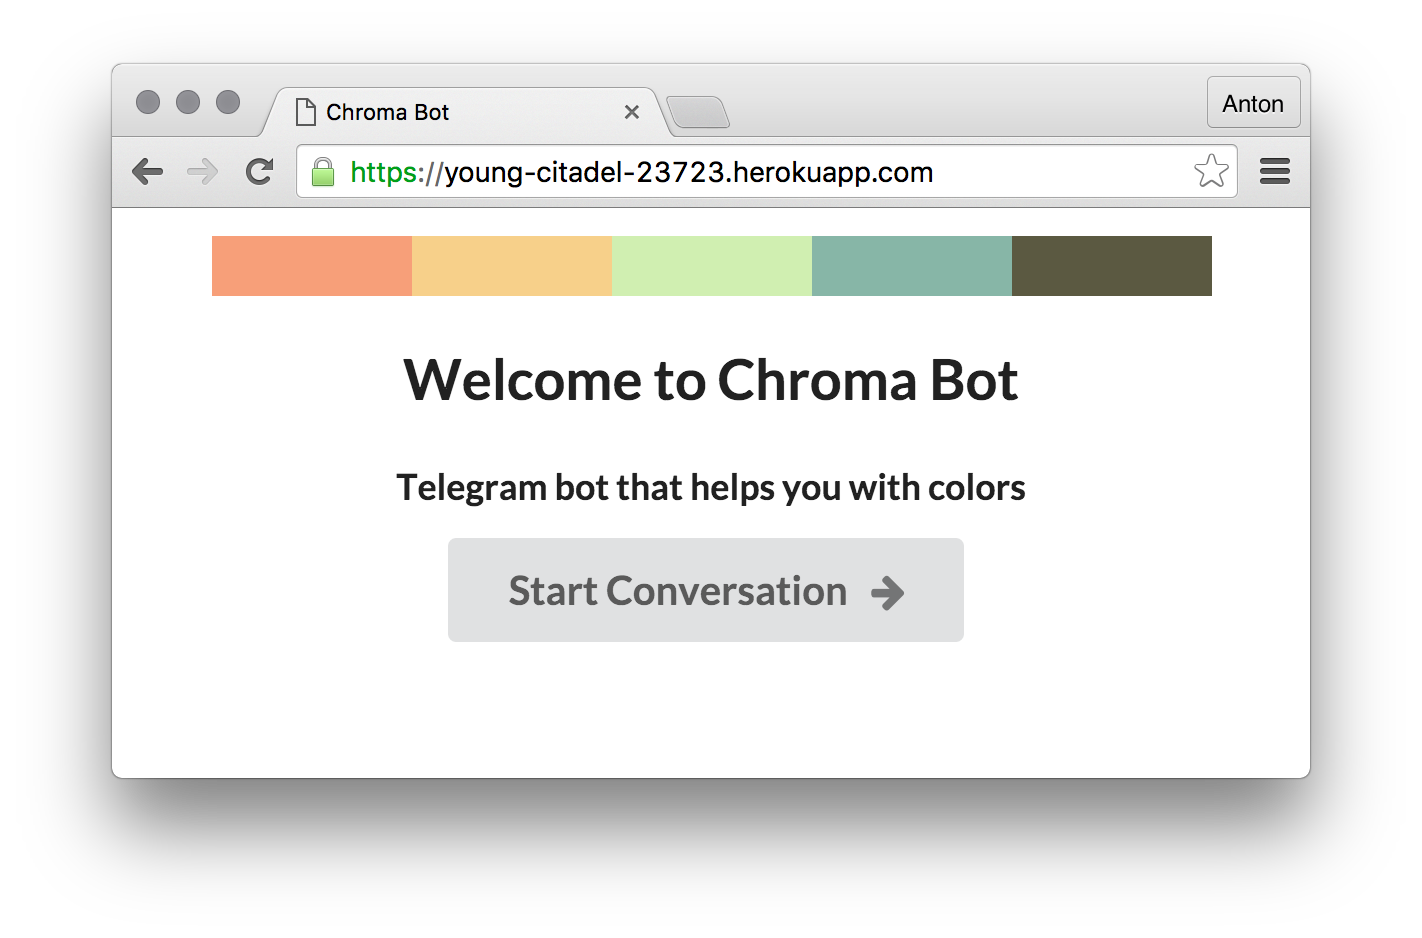 Chroma Bot
Anton
https://young-citadel-23723.herokuapp.com
Welcome to Chroma Bot
Telegram bot that helps you with colors
Start Conversation